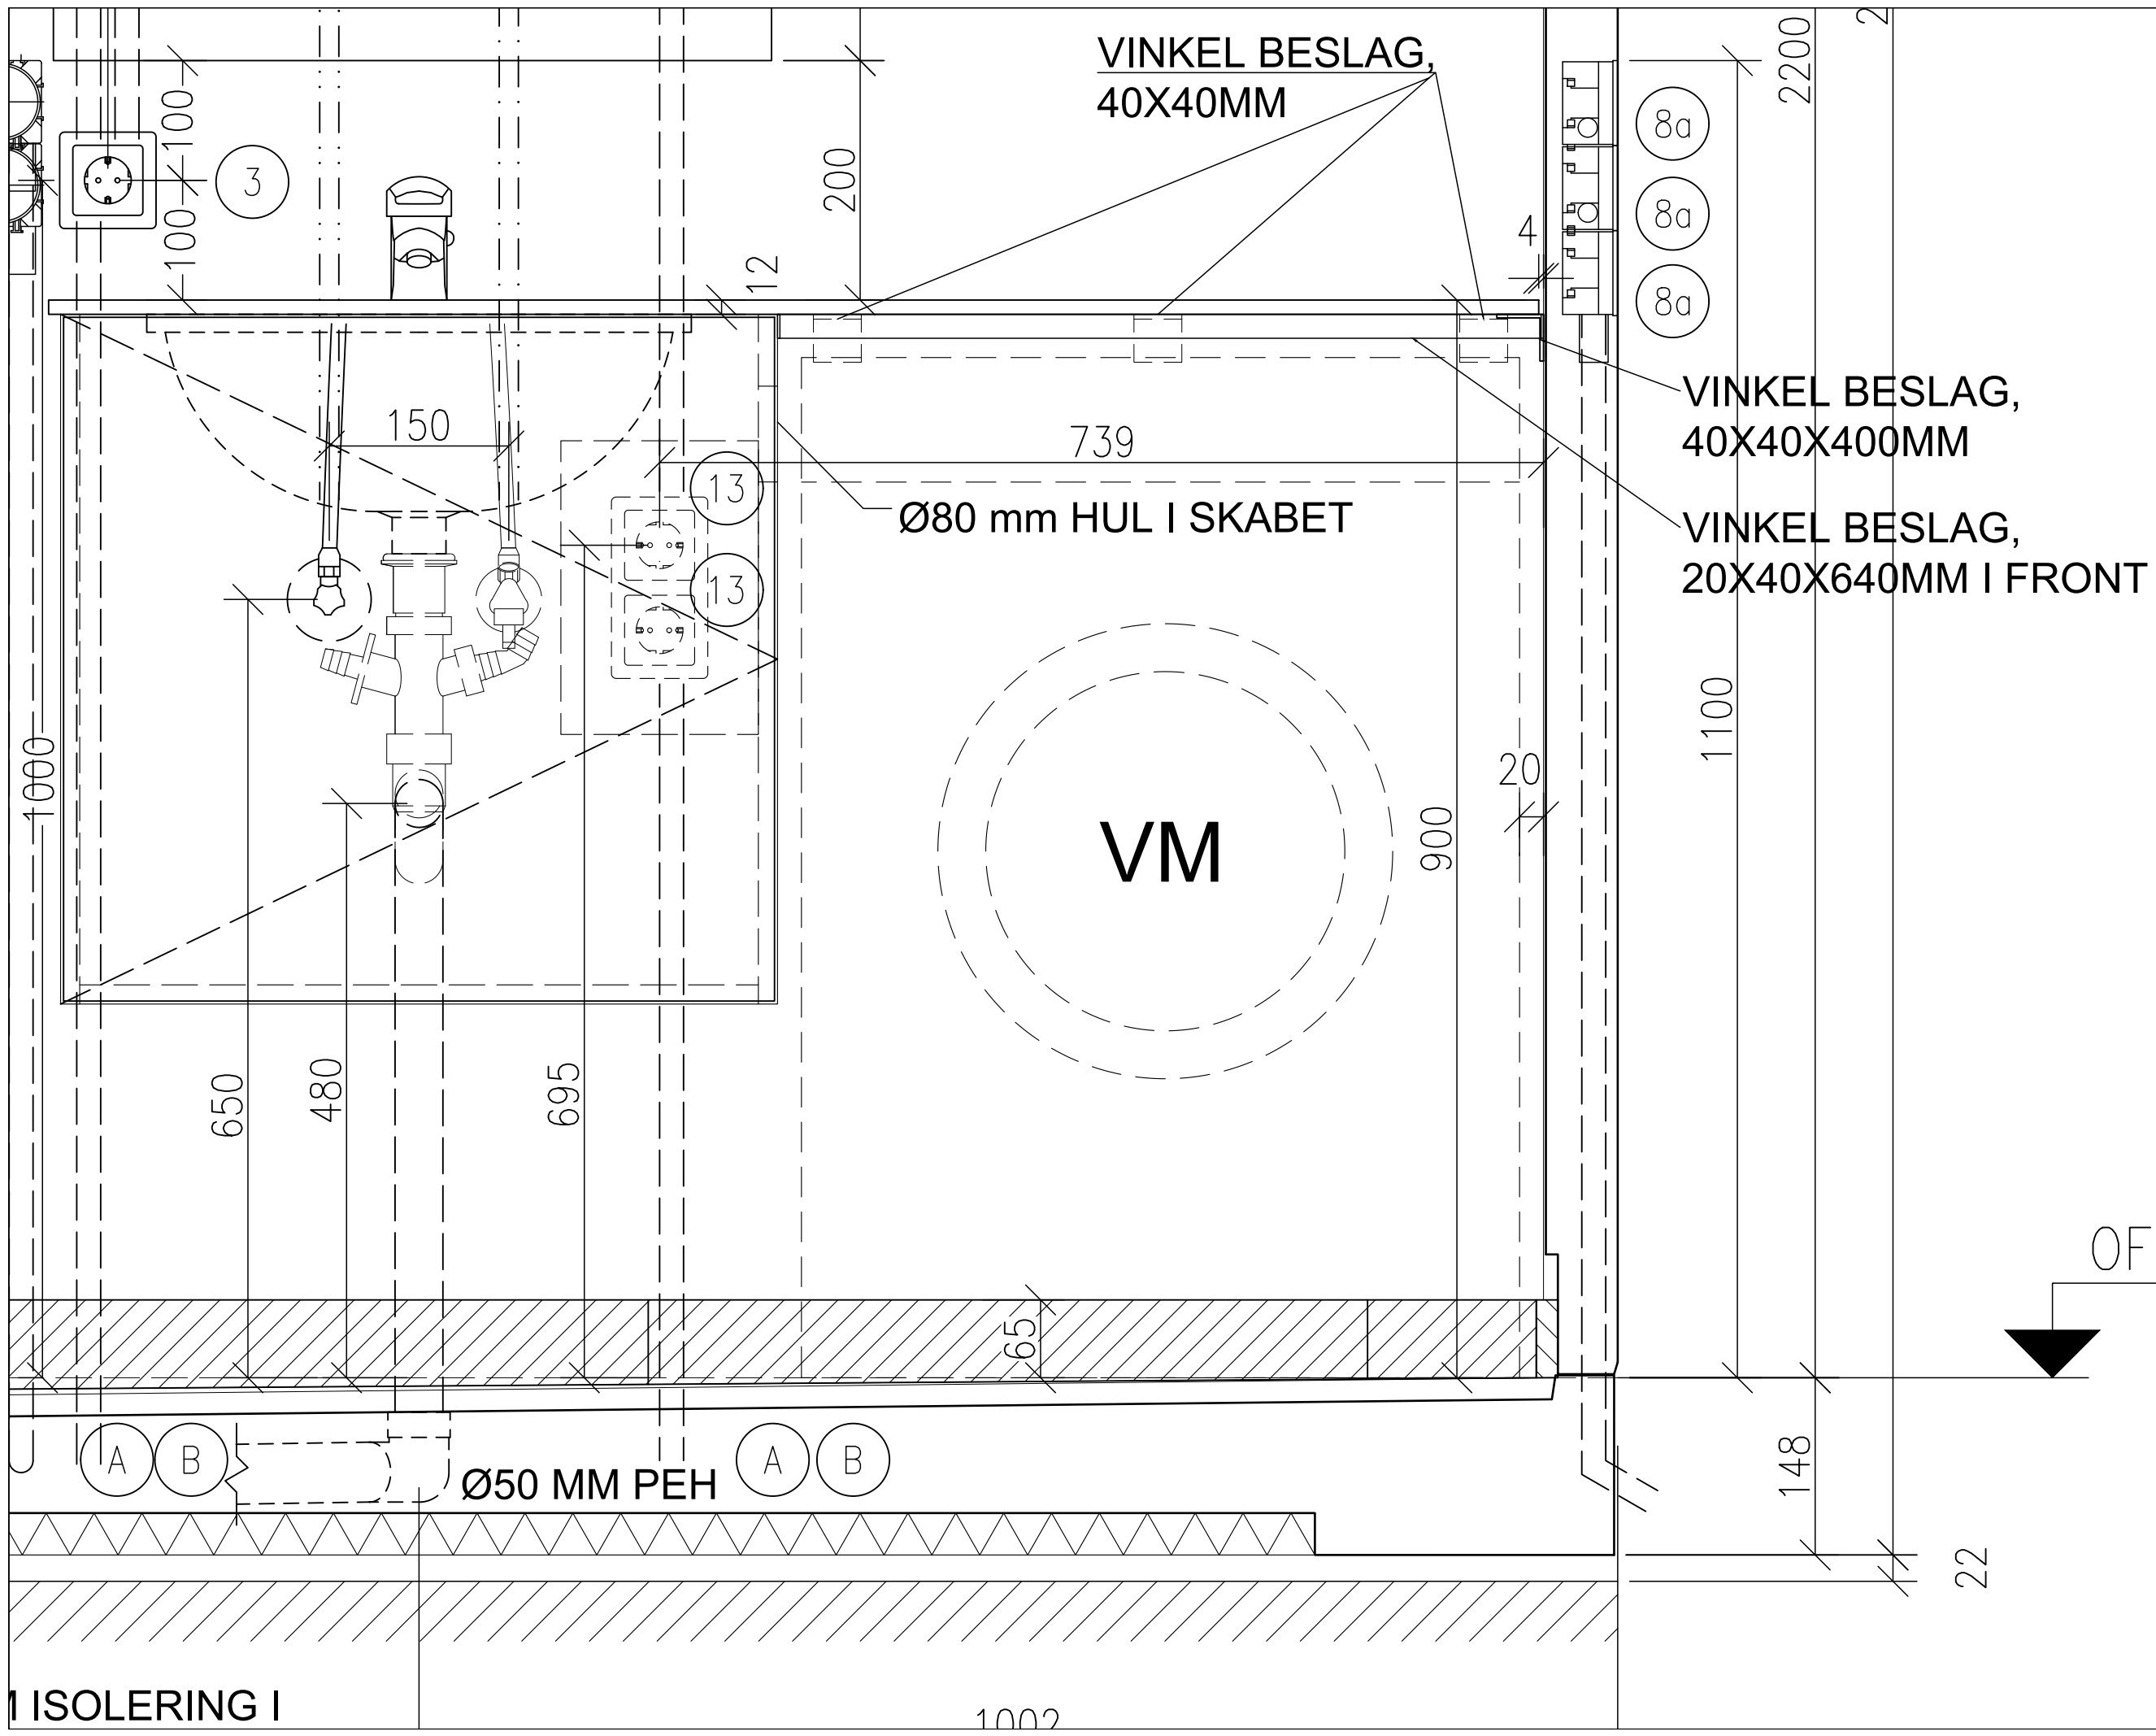 VINKEL BESLAG,
40X40MM
2200
100
200
3
8a
8a
8a
100
12
4
VINKEL BESLAG,
40X40X400MM
150
739
13
Ø80 mm HUL I SKABET
VINKEL BESLAG,
20X40X640MM I FRONT
13
1000
1100
20
VM
900
650
480
695
OF
65
A
B
Ø50 MM PEH
A
B
148
22
ISOLERING I
1002